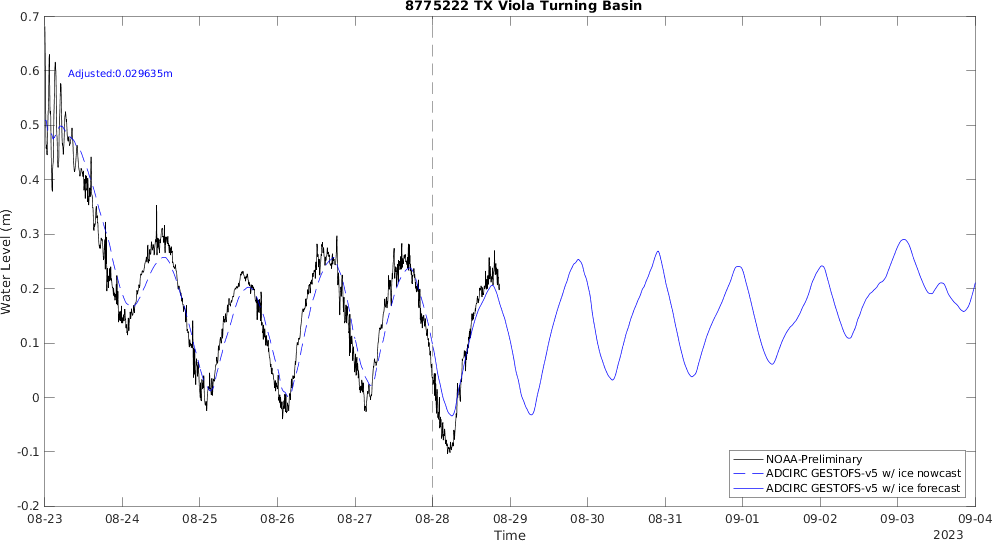 8775222 TX Viola Turning Basin
Adjusted:0.029635m
Water Level (m)
0.7
0.6
0.5
0.4
0.3
0.2
0.1
0
-0.1
-0.2
08-23 08-24 08-25 08-26 08-27 08-28 08-29 08-30 08-31 09-01 09-02 09-03 09-04
Time
2023
NOAA-Preliminary
ADCIRC GESTOFS-v5 w/ ice nowcast
ADCIRC GESTOFS-v5 w/ ice forecast